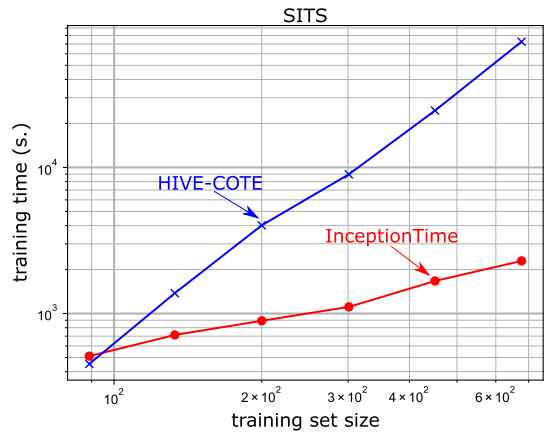 SITS
training time (s.)
10⁴
10³
HIVE-COTE
InceptionTime
10²
2 × 10²
3 × 10²
4 × 10²
6 × 10²
training set size